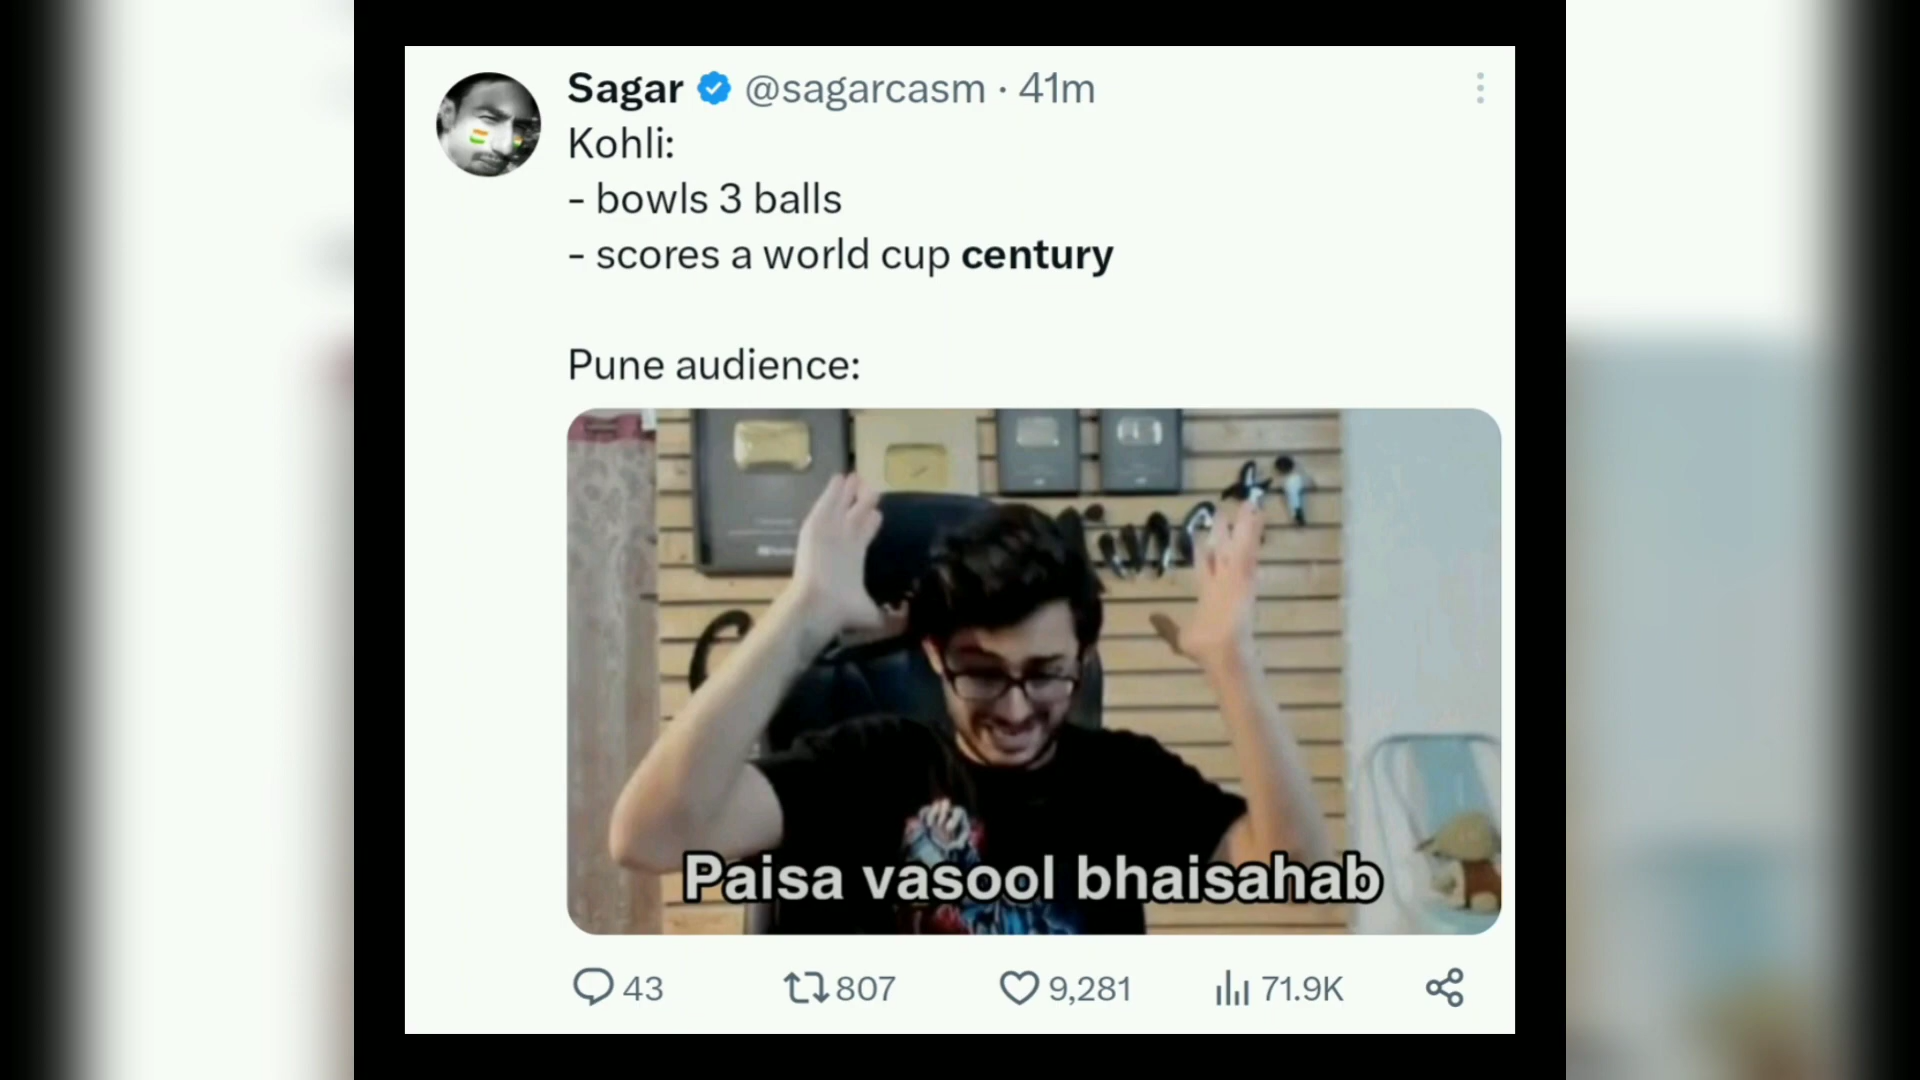 Sagar @sagarcasm · 41m
Kohli:
- bowls 3 balls
- scores a world cup century
Pune audience:
Paisa vasool bhaisahab
43 807 9,281 71.9K